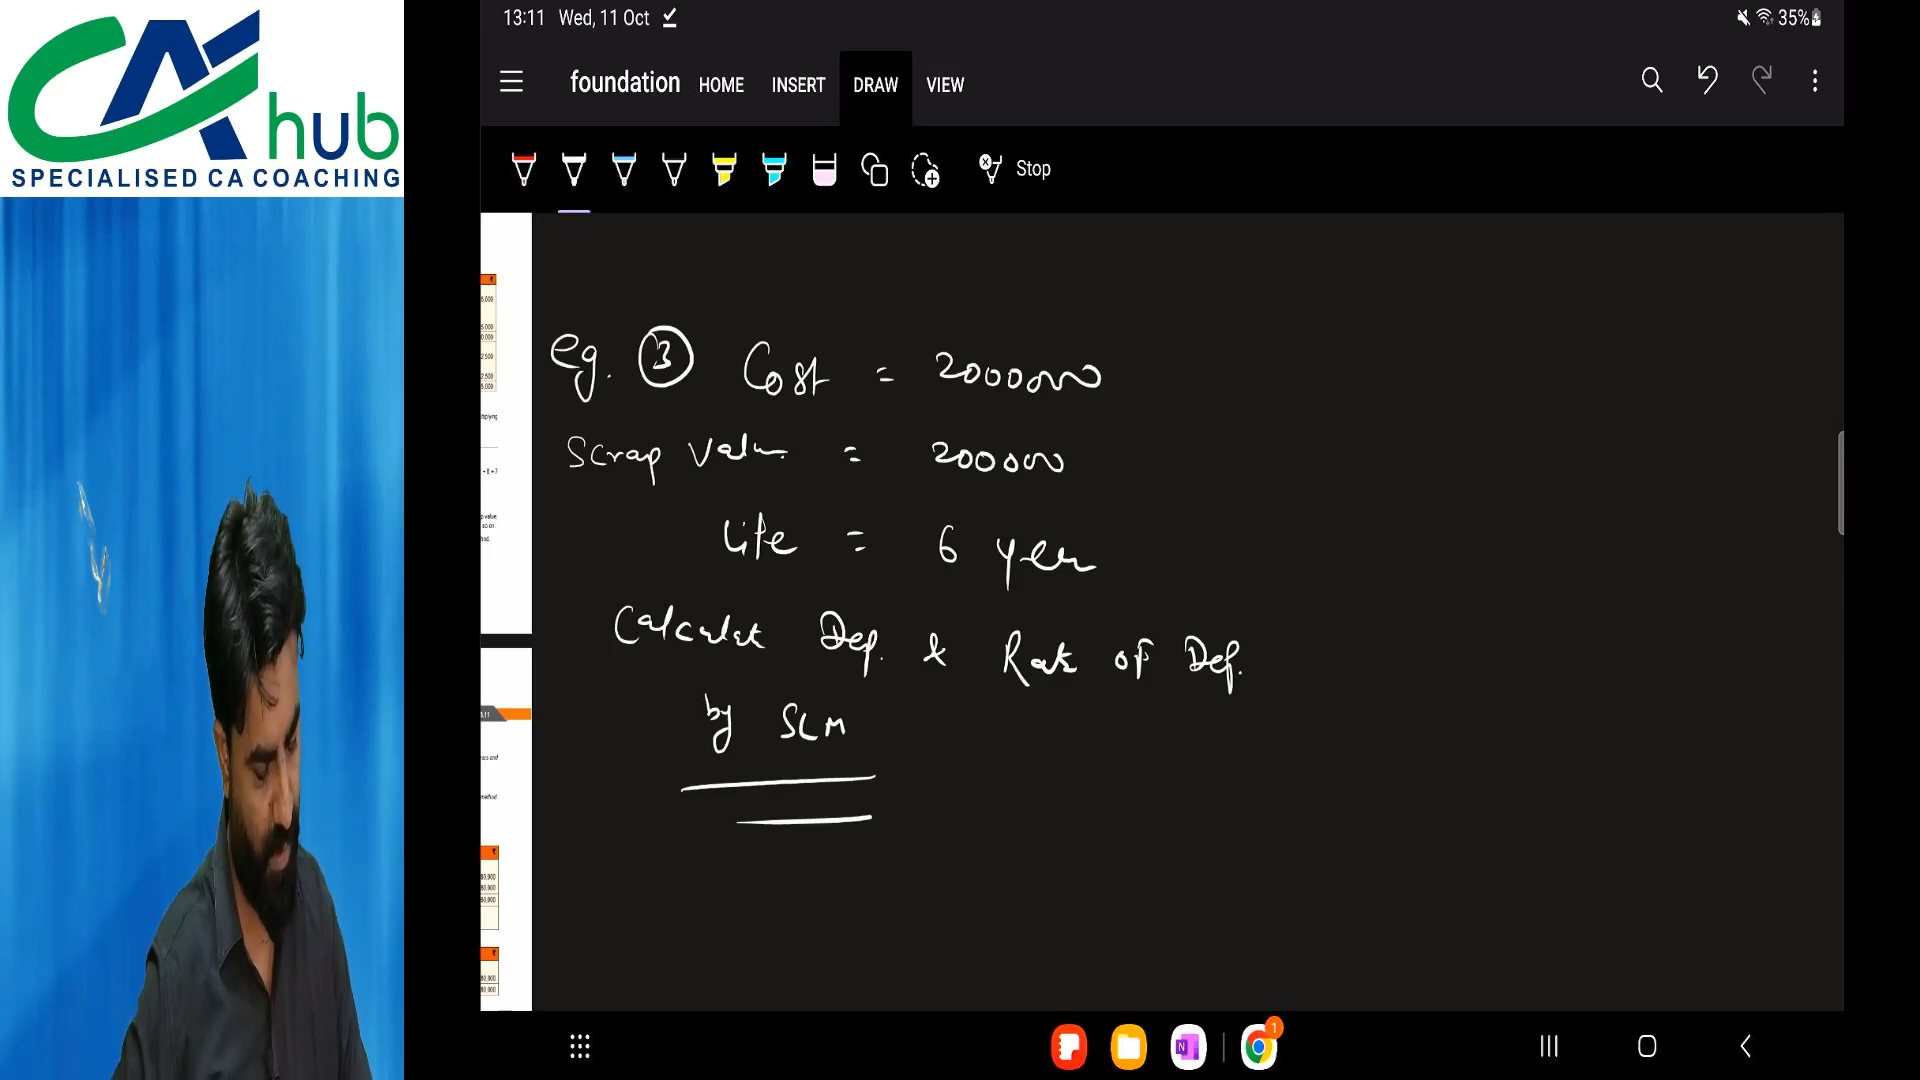 CA hub
SPECIALISED CA COACHING
13:11 Wed, 11 Oct
35%
foundation HOME INSERT DRAW VIEW
Stop
eg. 3 Cost = 2000000
Scrap Value = 200000
Life = 6 year
Calculate Dep. & Rate of Dep.
by SLM